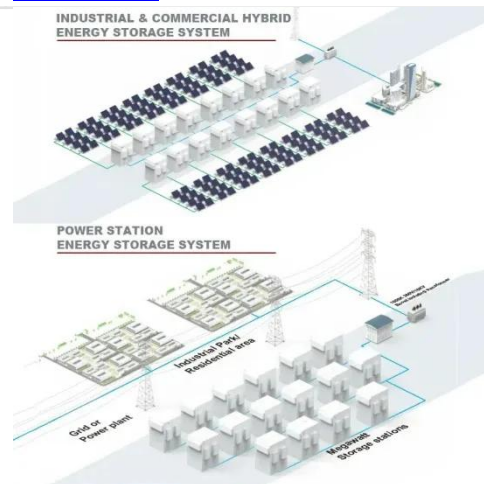 INDUSTRIAL & COMMERCIAL HYBRID
ENERGY STORAGE SYSTEM
POWER STATION
ENERGY STORAGE SYSTEM
Industrial Park/
Residential area
Grid or
Power plant
Megawatt
Storage stations